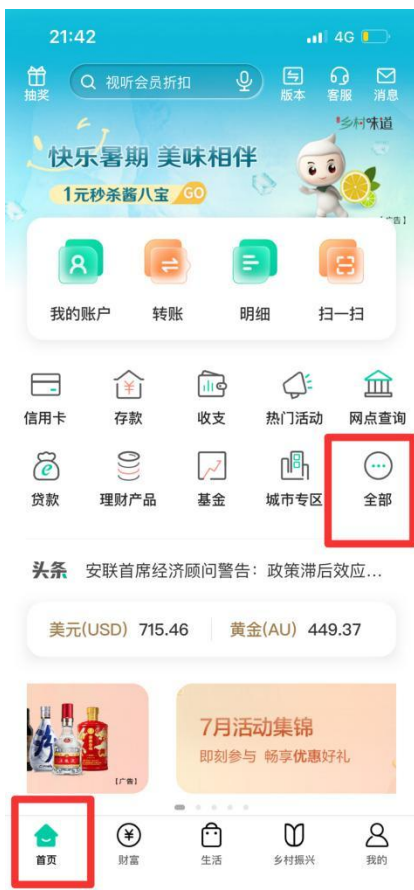 21:42
4G
抽奖
视听会员折扣
版本
客服
消息
乡村味道
快乐暑期 美味相伴
1元秒杀酱八宝 GO
我的账户
转账
明细
扫一扫
信用卡
存款
收支
热门活动
网点查询
贷款
理财产品
基金
城市专区
全部
头条 安联首席经济顾问警告：政策滞后效应...
美元(USD) 715.46
黄金(AU) 449.37
7月活动集锦
即刻参与 畅享优惠好礼
[广告]
首页
财富
生活
乡村振兴
我的